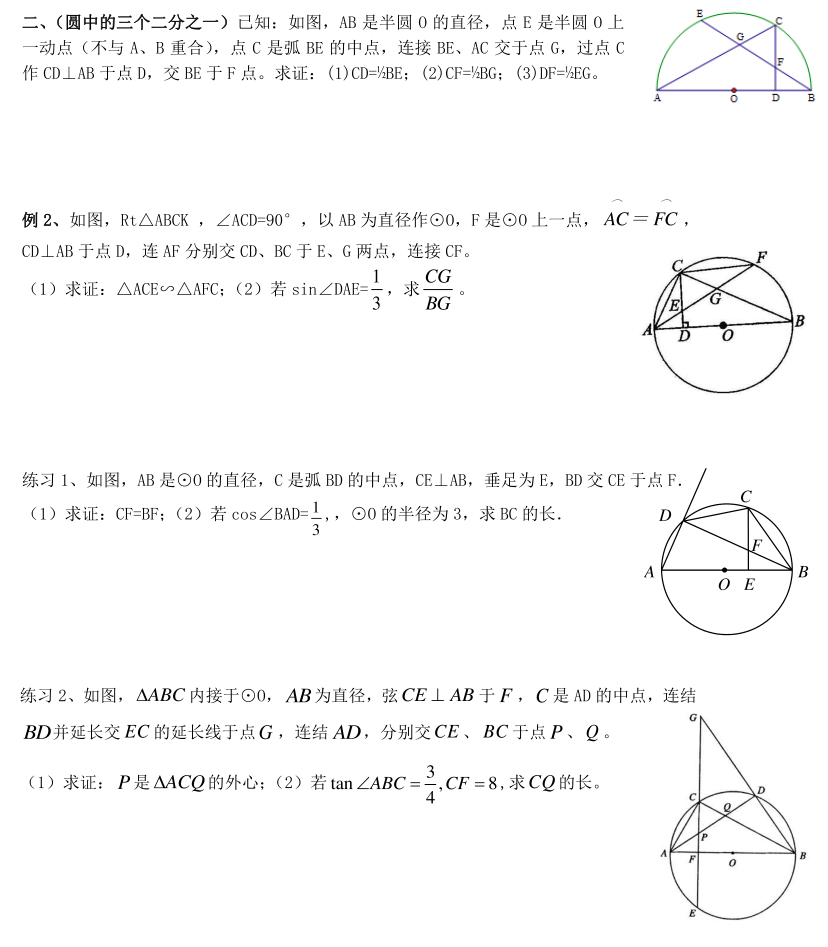 二、（圆中的三个二分之一）已知：如图，AB 是半圆 O 的直径，点 E 是半圆 O 上
一动点（不与 A、B 重合），点 C 是弧 BE 的中点，连接 BE、AC 交于点 G，过点 C
作 CD⊥AB 于点 D，交 BE 于 F 点。求证：(1)CD=½BE；(2)CF=½BG；(3)DF=½EG。
E
C
G
F
A
O
D
B
例 2、如图，Rt△ABCK ，∠ACD=90°，以 AB 为直径作⊙O，F 是⊙O 上一点，⌒AC＝⌒FC，
CD⊥AB 于点 D，连 AF 分别交 CD、BC 于 E、G 两点，连接 CF。
（1）求证：△ACE∽△AFC；（2）若 sin∠DAE=1/3，求 CG/BG。
F
C
G
E
B
A
D
O
练习 1、如图，AB 是⊙O 的直径，C 是弧 BD 的中点，CE⊥AB，垂足为 E，BD 交 CE 于点 F．
（1）求证：CF=BF；（2）若 cos∠BAD=1/3,，⊙O 的半径为 3，求 BC 的长．
C
D
F
A
B
O
E
练习 2、如图，ΔABC 内接于⊙O，AB 为直径，弦 CE⊥AB 于 F，C 是 AD 的中点，连结
BD 并延长交 EC 的延长线于点 G，连结 AD，分别交 CE、BC 于点 P、Q。
（1）求证：P 是 ΔACQ 的外心；（2）若 tan∠ABC=3/4,CF=8,求 CQ 的长。
G
D
C
Q
P
A
F
O
B
E